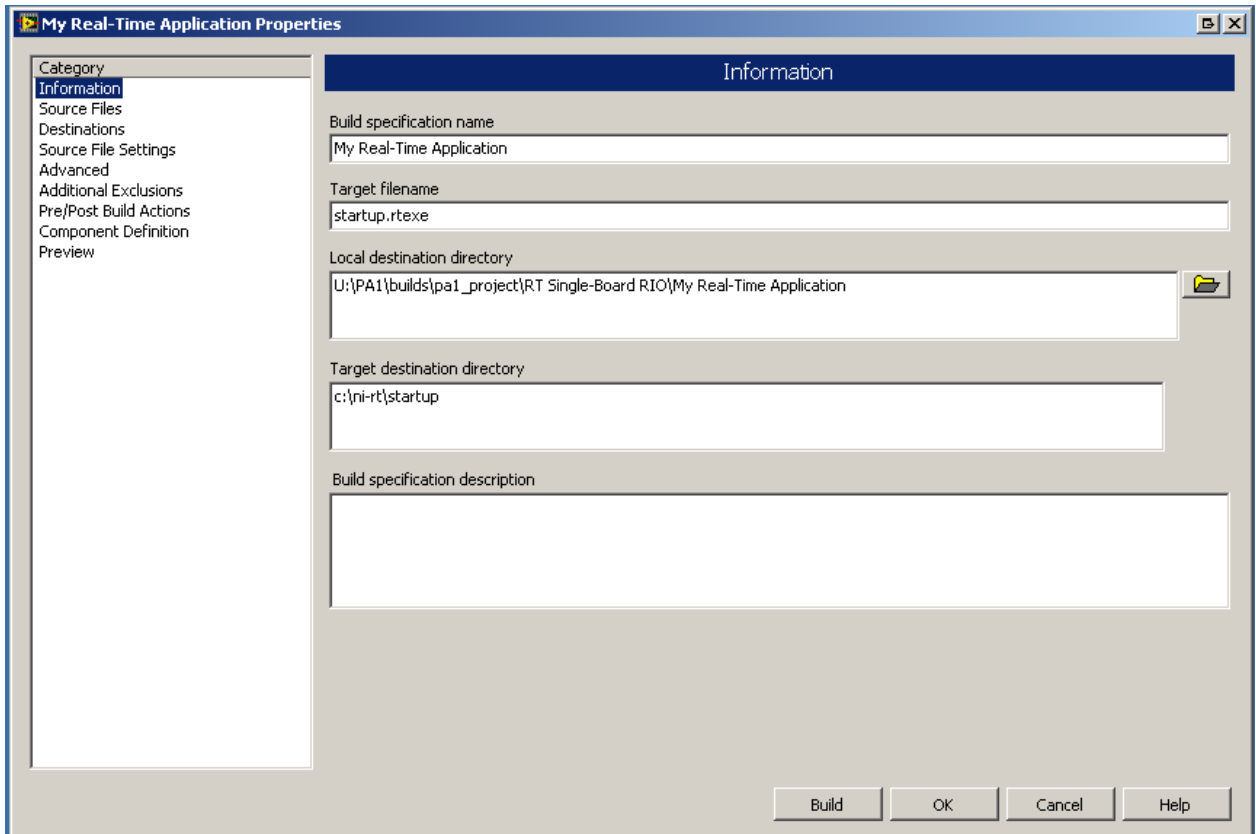 My Real-Time Application Properties
Category
Information
Source Files
Destinations
Source File Settings
Advanced
Additional Exclusions
Pre/Post Build Actions
Component Definition
Preview
Information
Build specification name
My Real-Time Application
Target filename
startup.rtexe
Local destination directory
U:\PA1\builds\pa1_project\RT Single-Board RIO\My Real-Time Application
Target destination directory
c:\ni-rt\startup
Build specification description
Build
OK
Cancel
Help